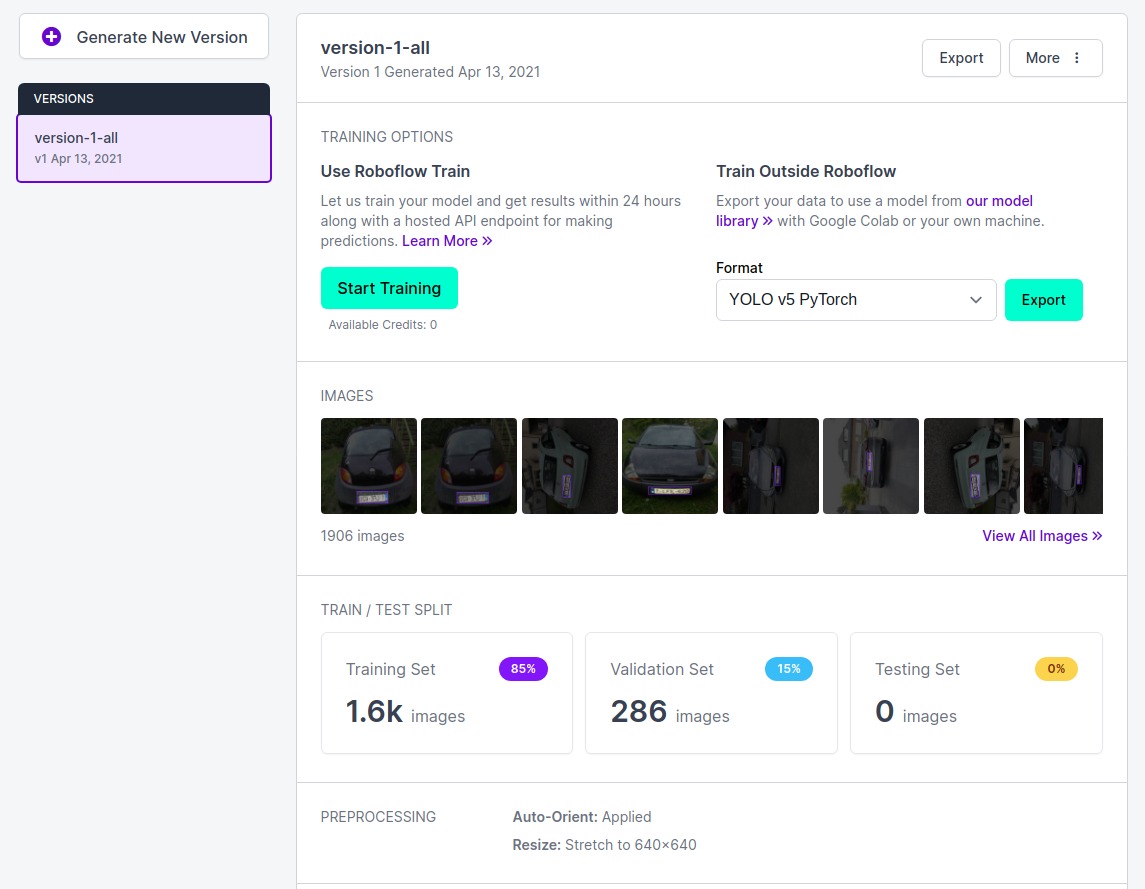 Generate New Version
VERSIONS
version-1-all
v1 Apr 13, 2021
version-1-all
Version 1 Generated Apr 13, 2021
Export
More
TRAINING OPTIONS
Use Roboflow Train
Let us train your model and get results within 24 hours
along with a hosted API endpoint for making
predictions. Learn More »
Start Training
Available Credits: 0
Train Outside Roboflow
Export your data to use a model from our model
library » with Google Colab or your own machine.
Format
YOLO v5 PyTorch
Export
IMAGES
1906 images
View All Images »
TRAIN / TEST SPLIT
Training Set
85%
1.6k images
Validation Set
15%
286 images
Testing Set
0%
0 images
PREPROCESSING
Auto-Orient: Applied
Resize: Stretch to 640×640